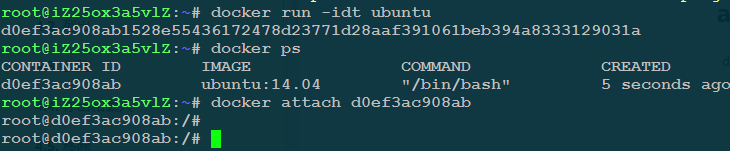 root@iZ25ox3a5vlZ:~# docker run -idt ubuntu
d0ef3ac908ab1528e55436172478d23771d28aaf391061beb394a8333129031a
root@iZ25ox3a5vlZ:~# docker ps
CONTAINER ID        IMAGE               COMMAND             CREATED
d0ef3ac908ab        ubuntu:14.04        "/bin/bash"         5 seconds ago
root@iZ25ox3a5vlZ:~# docker attach d0ef3ac908ab
root@d0ef3ac908ab:/#
root@d0ef3ac908ab:/#